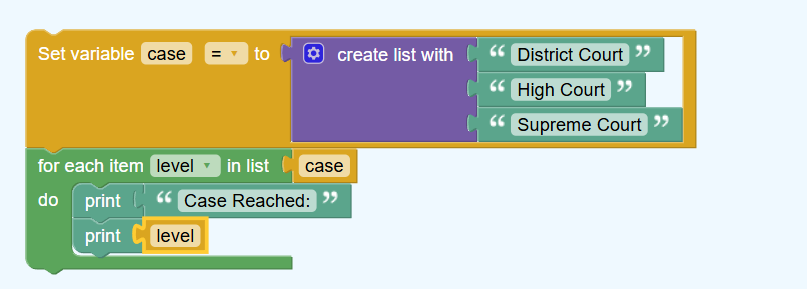 Set variable case = to create list with “ District Court ”
“ High Court ”
“ Supreme Court ”
for each item level in list case
do print “ Case Reached: ”
print level